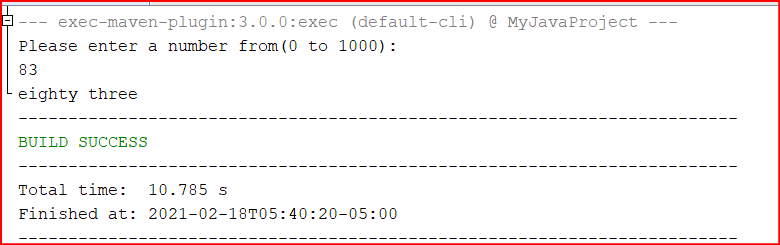 --- exec-maven-plugin:3.0.0:exec (default-cli) @ MyJavaProject ---
Please enter a number from(0 to 1000):
83
eighty three
------------------------------------------------------------------------
BUILD SUCCESS
------------------------------------------------------------------------
Total time:  10.785 s
Finished at: 2021-02-18T05:40:20-05:00
------------------------------------------------------------------------